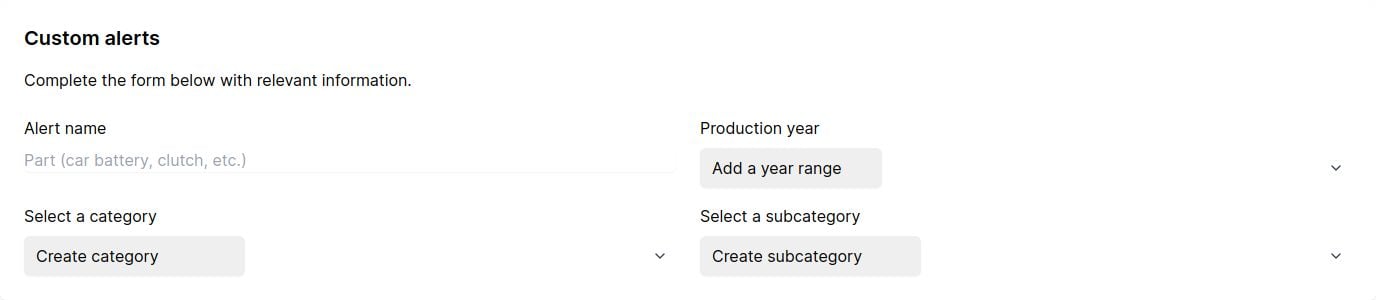 Custom alerts
Complete the form below with relevant information.
Alert name
Part (car battery, clutch, etc.)
Production year
Add a year range
Select a category
Create category
Select a subcategory
Create subcategory